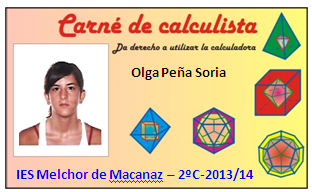 Carné de calculista
Da derecho a utilizar la calculadora
Olga Peña Soria
IES Melchor de Macanaz – 2ºC-2013/14